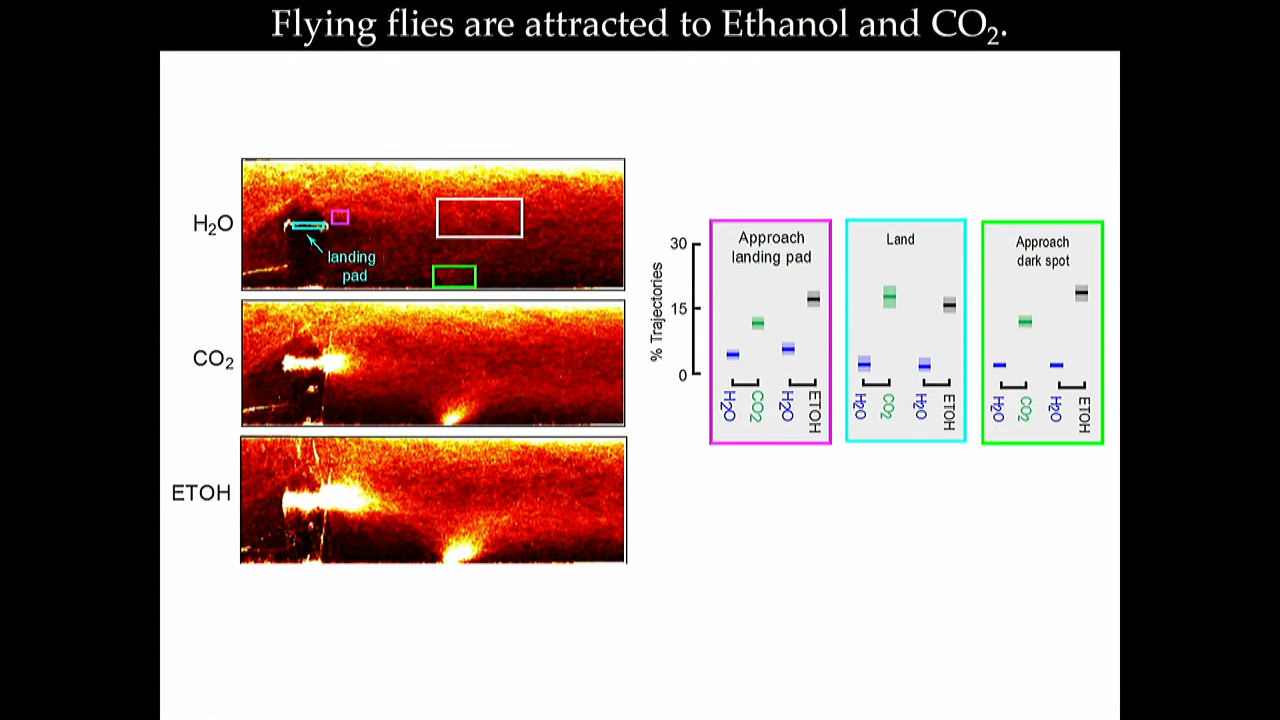 Flying flies are attracted to Ethanol and CO₂.
H₂O
landing
pad
CO₂
ETOH
% Trajectories
30
15
0
Approach
landing pad
H₂O
CO₂
H₂O
ETOH
Land
H₂O
CO₂
H₂O
ETOH
Approach
dark spot
H₂O
CO₂
H₂O
ETOH